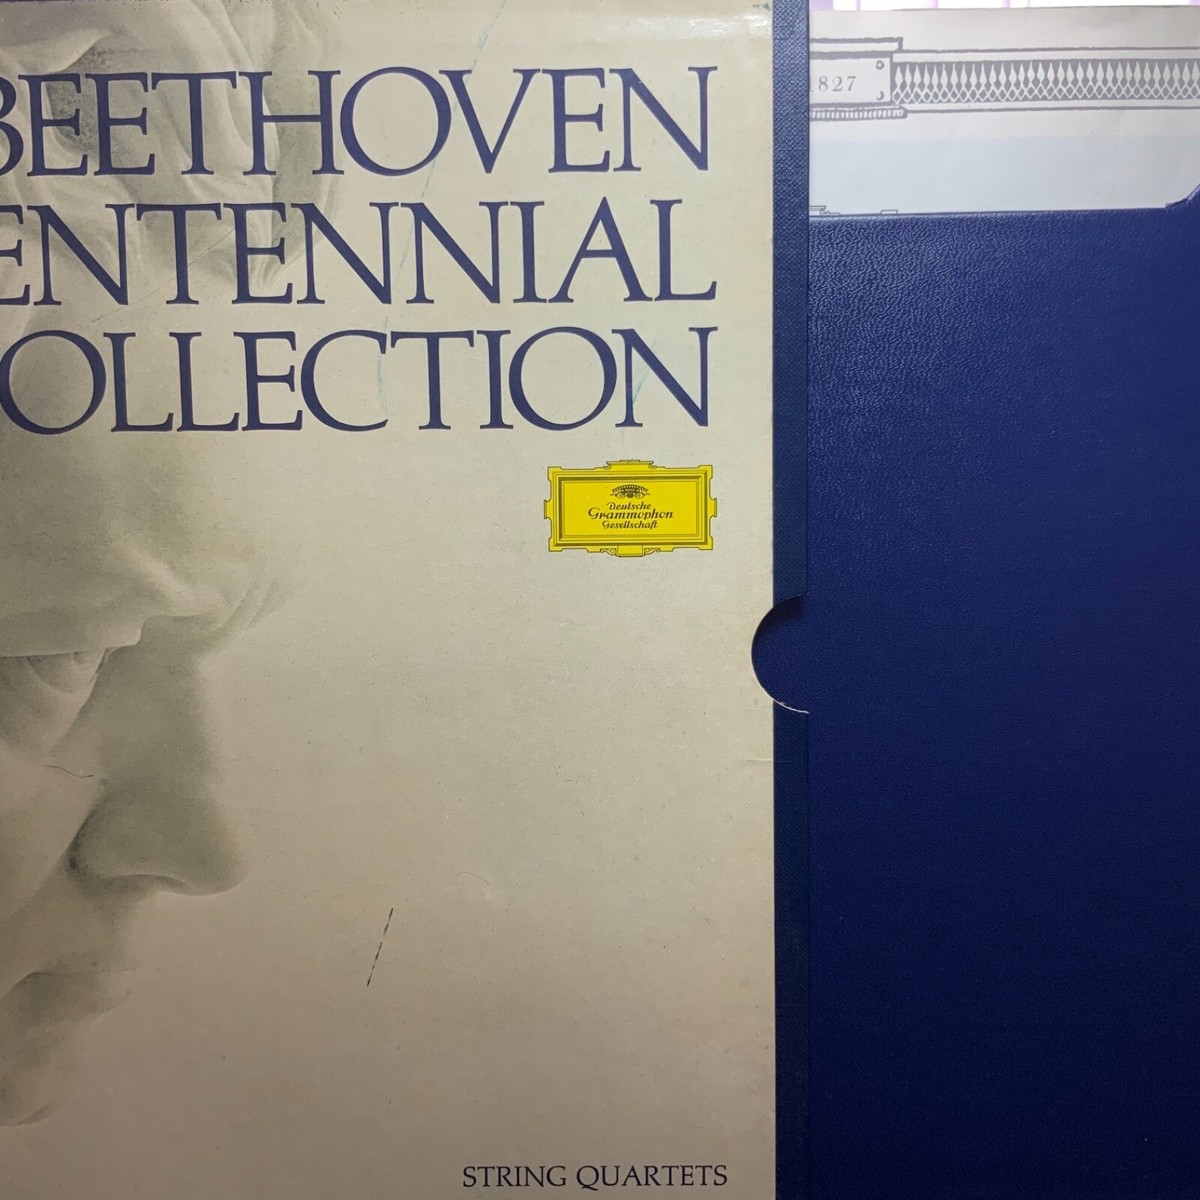 BEETHOVEN
ENTENNIAL
OLLECTION
Deutsche
Grammophon
Gesellschaft
STRING QUARTETS
827